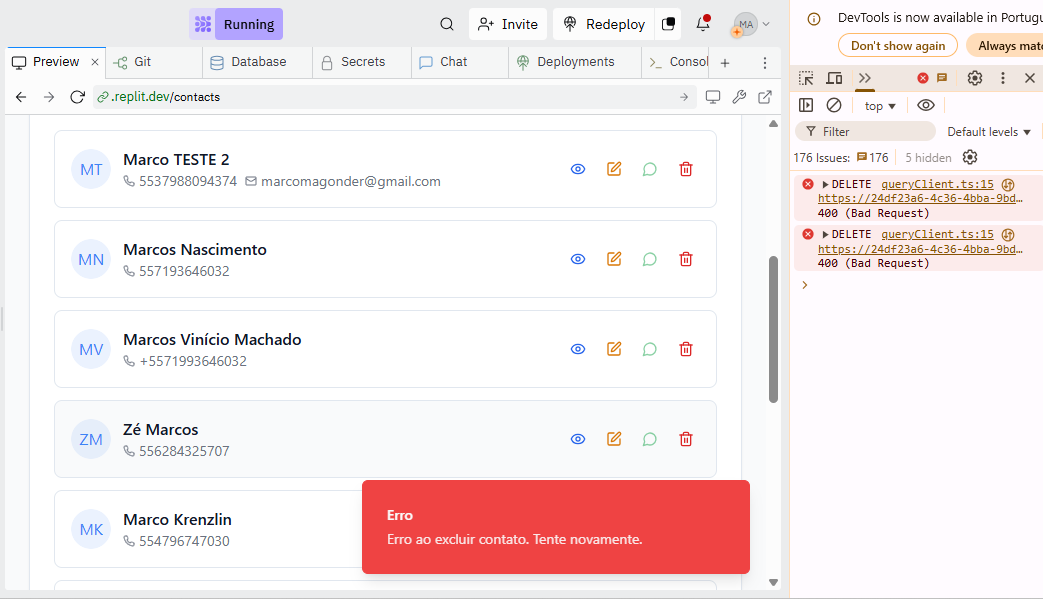 Running
Invite
Redeploy
MA
DevTools is now available in Portugu
Don't show again
Always mato
Preview
Git
Database
Secrets
Chat
Deployments
Consol
.replit.dev/contacts
top
Filter
Default levels
176 Issues: 176
5 hidden
MT
Marco TESTE 2
5537988094374 marcomagonder@gmail.com
DELETE queryClient.ts:15
https://24df23a6-4c36-4bba-9bd…
400 (Bad Request)
DELETE queryClient.ts:15
https://24df23a6-4c36-4bba-9bd…
400 (Bad Request)
MN
Marcos Nascimento
557193646032
MV
Marcos Vinício Machado
+5571993646032
ZM
Zé Marcos
556284325707
MK
Marco Krenzlin
554796747030
Erro
Erro ao excluir contato. Tente novamente.